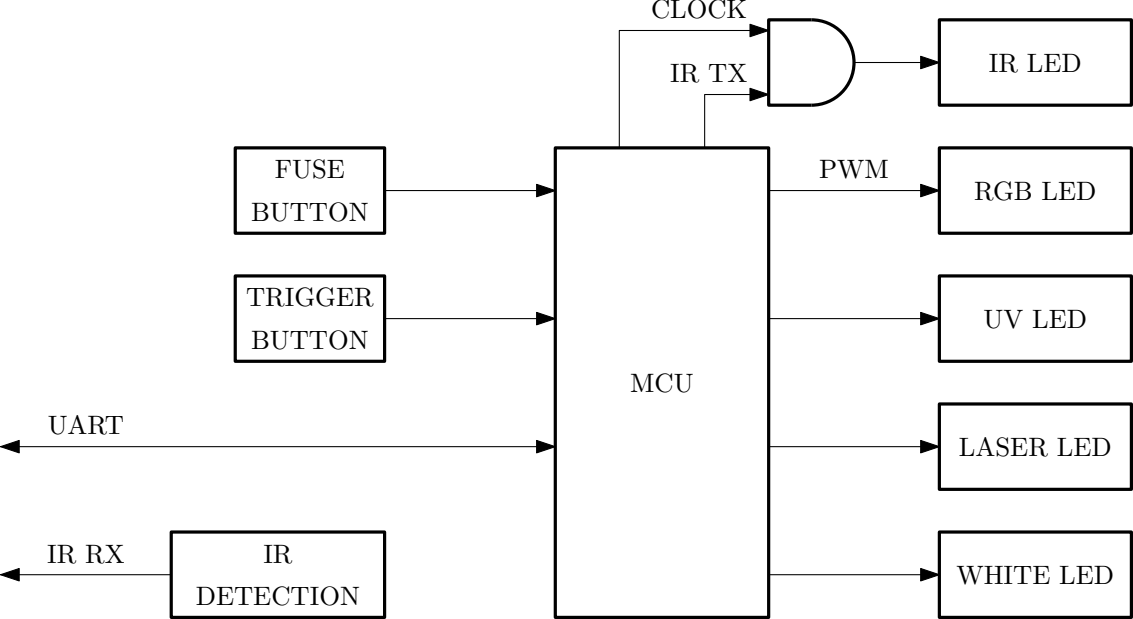 CLOCK
IR TX
IR LED
FUSE
BUTTON
PWM
RGB LED
TRIGGER
BUTTON
UV LED
MCU
UART
LASER LED
IR RX
IR
DETECTION
WHITE LED